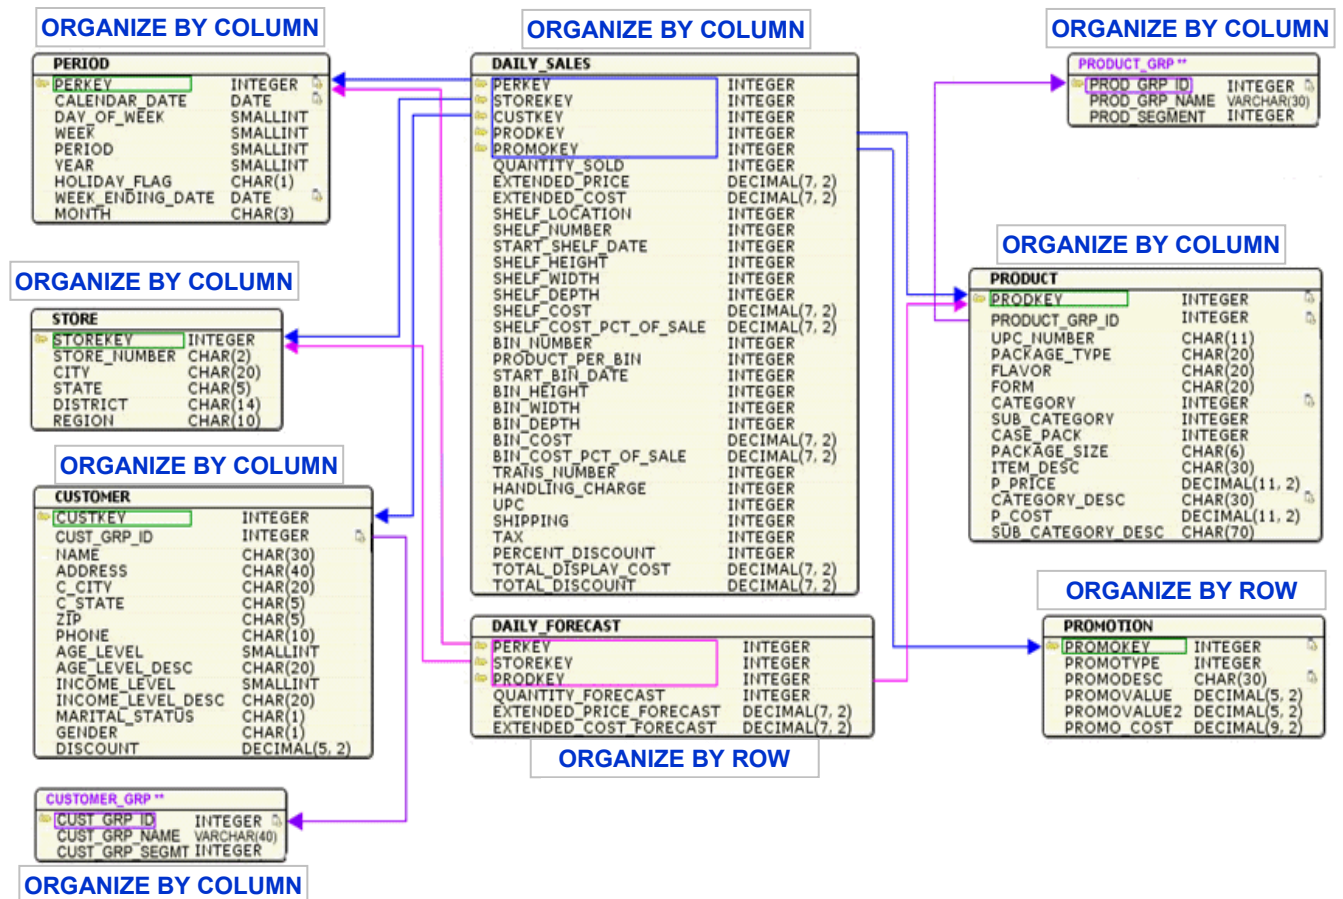 ORGANIZE BY COLUMN
PERIOD
PERKEY INTEGER
CALENDAR_DATE DATE
DAY_OF_WEEK SMALLINT
WEEK SMALLINT
PERIOD SMALLINT
YEAR SMALLINT
HOLIDAY_FLAG CHAR(1)
WEEK_ENDING_DATE DATE
MONTH CHAR(3)
ORGANIZE BY COLUMN
STORE
STOREKEY INTEGER
STORE_NUMBER CHAR(2)
CITY CHAR(20)
STATE CHAR(5)
DISTRICT CHAR(14)
REGION CHAR(10)
ORGANIZE BY COLUMN
CUSTOMER
CUSTKEY INTEGER
CUST_GRP_ID INTEGER
NAME CHAR(30)
ADDRESS CHAR(40)
C_CITY CHAR(20)
C_STATE CHAR(5)
ZIP CHAR(5)
PHONE CHAR(10)
AGE_LEVEL SMALLINT
AGE_LEVEL_DESC CHAR(20)
INCOME_LEVEL SMALLINT
INCOME_LEVEL_DESC CHAR(20)
MARITAL_STATUS CHAR(1)
GENDER CHAR(1)
DISCOUNT DECIMAL(5, 2)
CUSTOMER_GRP **
CUST_GRP_ID INTEGER
CUST_GRP_NAME VARCHAR(40)
CUST_GRP_SEGMT INTEGER
ORGANIZE BY COLUMN
ORGANIZE BY COLUMN
DAILY_SALES
PERKEY INTEGER
STOREKEY INTEGER
CUSTKEY INTEGER
PRODKEY INTEGER
PROMOKEY INTEGER
QUANTITY_SOLD INTEGER
EXTENDED_PRICE DECIMAL(7, 2)
EXTENDED_COST DECIMAL(7, 2)
SHELF_LOCATION INTEGER
SHELF_NUMBER INTEGER
START_SHELF_DATE INTEGER
SHELF_HEIGHT INTEGER
SHELF_WIDTH INTEGER
SHELF_DEPTH INTEGER
SHELF_COST DECIMAL(7, 2)
SHELF_COST_PCT_OF_SALE DECIMAL(7, 2)
BIN_NUMBER INTEGER
PRODUCT_PER_BIN INTEGER
START_BIN_DATE INTEGER
BIN_HEIGHT INTEGER
BIN_WIDTH INTEGER
BIN_DEPTH INTEGER
BIN_COST DECIMAL(7, 2)
BIN_COST_PCT_OF_SALE DECIMAL(7, 2)
TRANS_NUMBER INTEGER
HANDLING_CHARGE INTEGER
UPC INTEGER
SHIPPING INTEGER
TAX INTEGER
PERCENT_DISCOUNT INTEGER
TOTAL_DISPLAY_COST DECIMAL(7, 2)
TOTAL_DISCOUNT DECIMAL(7, 2)
DAILY_FORECAST
PERKEY INTEGER
STOREKEY INTEGER
PRODKEY INTEGER
QUANTITY_FORECAST INTEGER
EXTENDED_PRICE_FORECAST DECIMAL(7, 2)
EXTENDED_COST_FORECAST DECIMAL(7, 2)
ORGANIZE BY ROW
ORGANIZE BY COLUMN
PRODUCT_GRP **
PROD_GRP_ID INTEGER
PROD_GRP_NAME VARCHAR(30)
PROD_SEGMENT INTEGER
ORGANIZE BY COLUMN
PRODUCT
PRODKEY INTEGER
PRODUCT_GRP_ID INTEGER
UPC_NUMBER CHAR(11)
PACKAGE_TYPE CHAR(20)
FLAVOR CHAR(20)
FORM CHAR(20)
CATEGORY INTEGER
SUB_CATEGORY INTEGER
CASE_PACK INTEGER
PACKAGE_SIZE CHAR(6)
ITEM_DESC CHAR(30)
P_PRICE DECIMAL(11, 2)
CATEGORY_DESC CHAR(30)
P_COST DECIMAL(11, 2)
SUB_CATEGORY_DESC CHAR(70)
ORGANIZE BY ROW
PROMOTION
PROMOKEY INTEGER
PROMOTYPE INTEGER
PROMODESC CHAR(30)
PROMOVALUE DECIMAL(5, 2)
PROMOVALUE2 DECIMAL(5, 2)
PROMO_COST DECIMAL(9, 2)